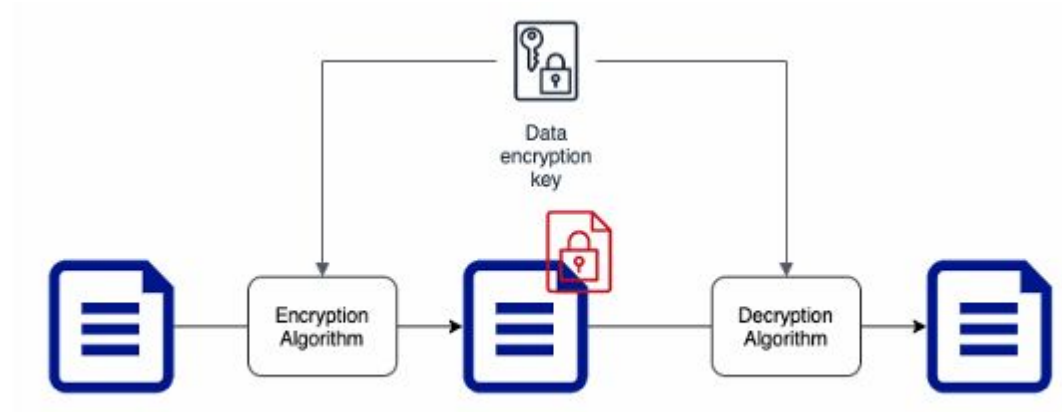 Data
encryption
key
Encryption
Algorithm
Decryption
Algorithm